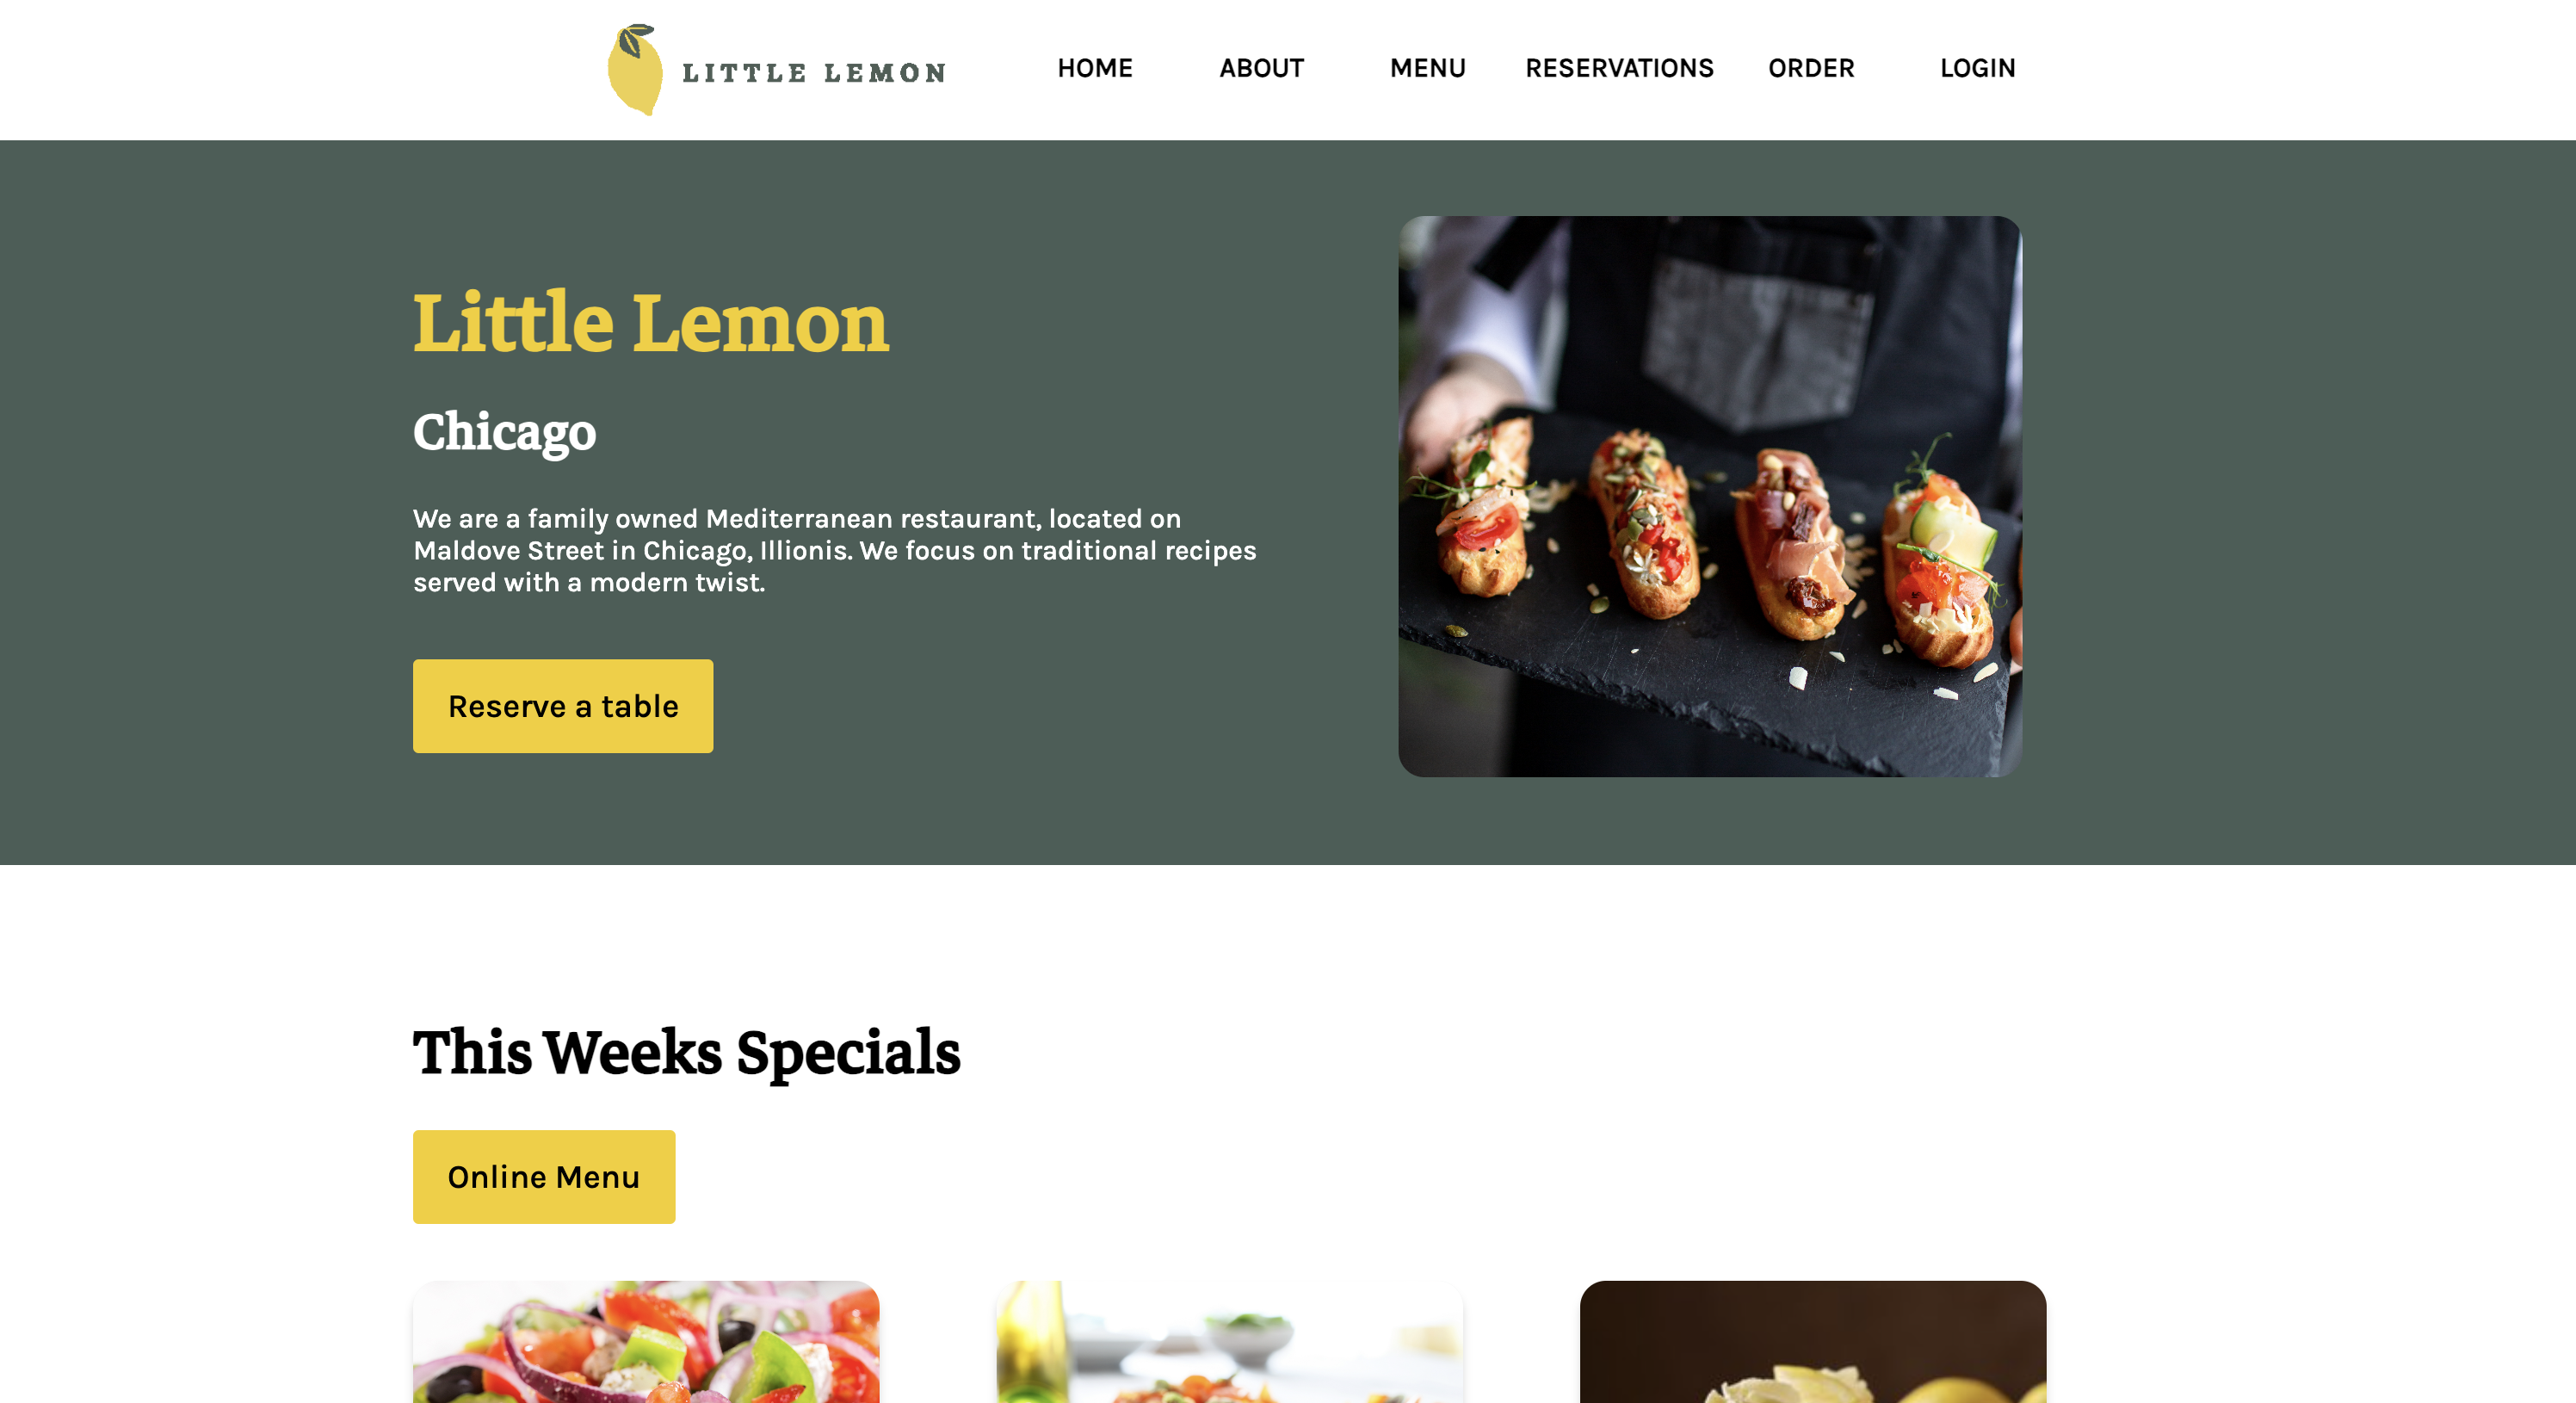 LITTLE LEMON
HOME
ABOUT
MENU
RESERVATIONS
ORDER
LOGIN
Little Lemon
Chicago
We are a family owned Mediterranean restaurant, located on
Maldove Street in Chicago, Illionis. We focus on traditional recipes
served with a modern twist.
Reserve a table
This Weeks Specials
Online Menu